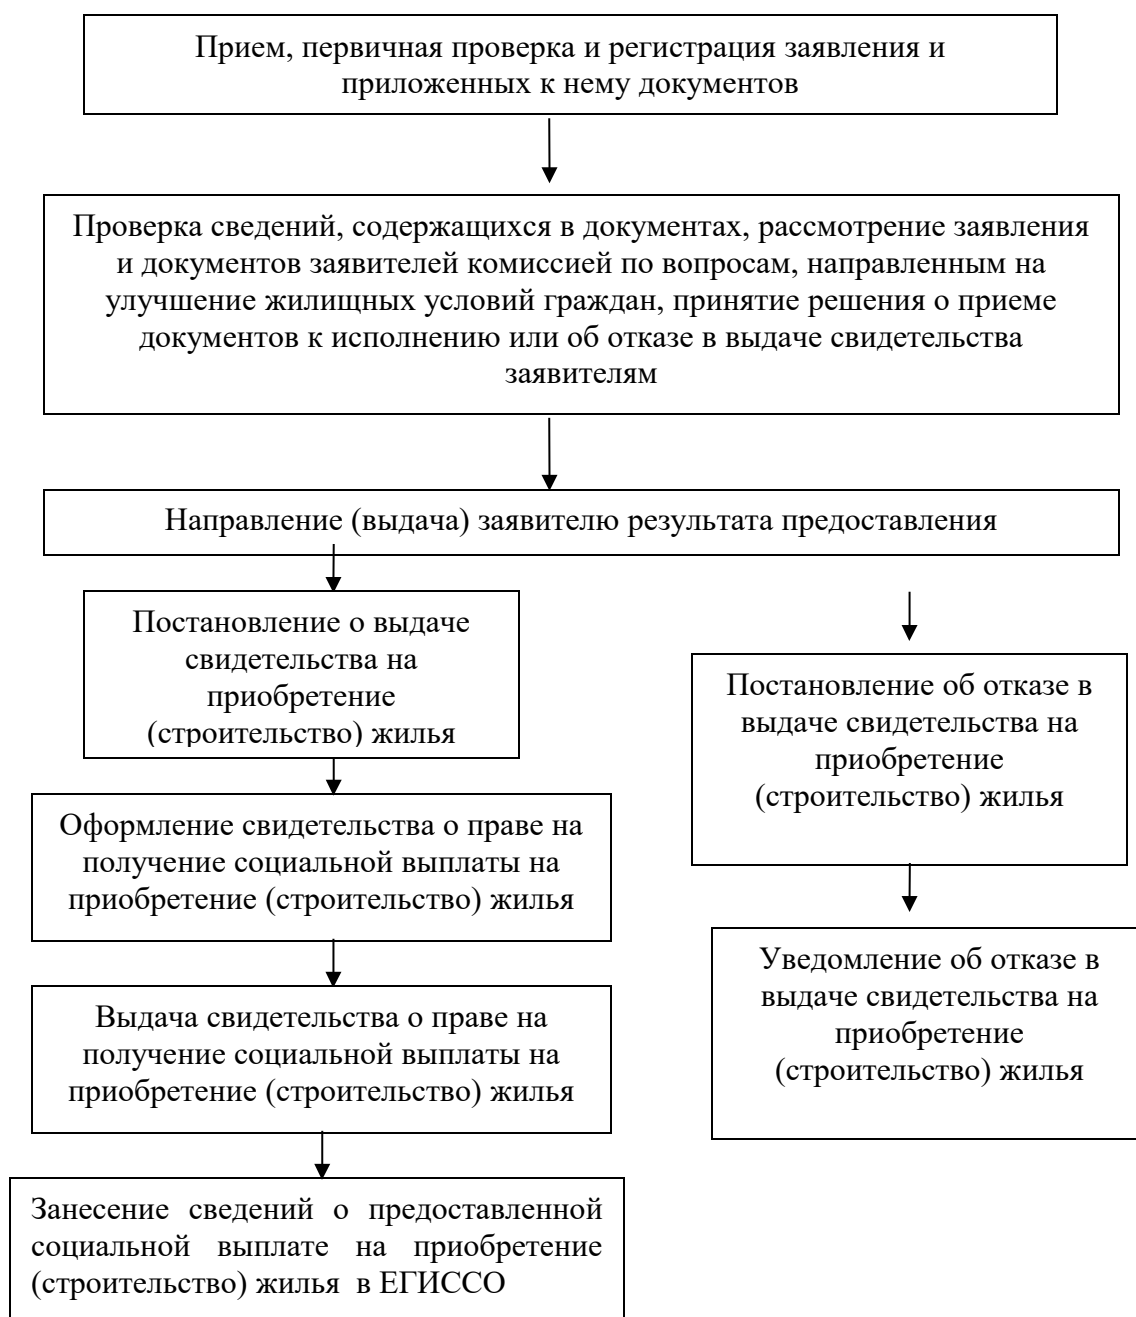 Прием, первичная проверка и регистрация заявления и
приложенных к нему документов
Проверка сведений, содержащихся в документах, рассмотрение заявления
и документов заявителей комиссией по вопросам, направленным на
улучшение жилищных условий граждан, принятие решения о приеме
документов к исполнению или об отказе в выдаче свидетельства
заявителям
Направление (выдача) заявителю результата предоставления
Постановление о выдаче
свидетельства на
приобретение
(строительство) жилья
Оформление свидетельства о праве на
получение социальной выплаты на
приобретение (строительство) жилья
Выдача свидетельства о праве на
получение социальной выплаты на
приобретение (строительство) жилья
Занесение сведений о предоставленной
социальной выплате на приобретение
(строительство) жилья в ЕГИССО
Постановление об отказе в
выдаче свидетельства на
приобретение
(строительство) жилья
Уведомление об отказе в
выдаче свидетельства на
приобретение
(строительство) жилья